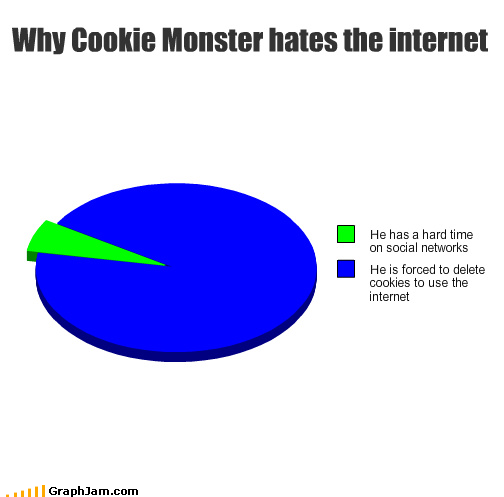 Why Cookie Monster hates the internet
He has a hard time
on social networks
He is forced to delete
cookies to use the
internet
GraphJam.com